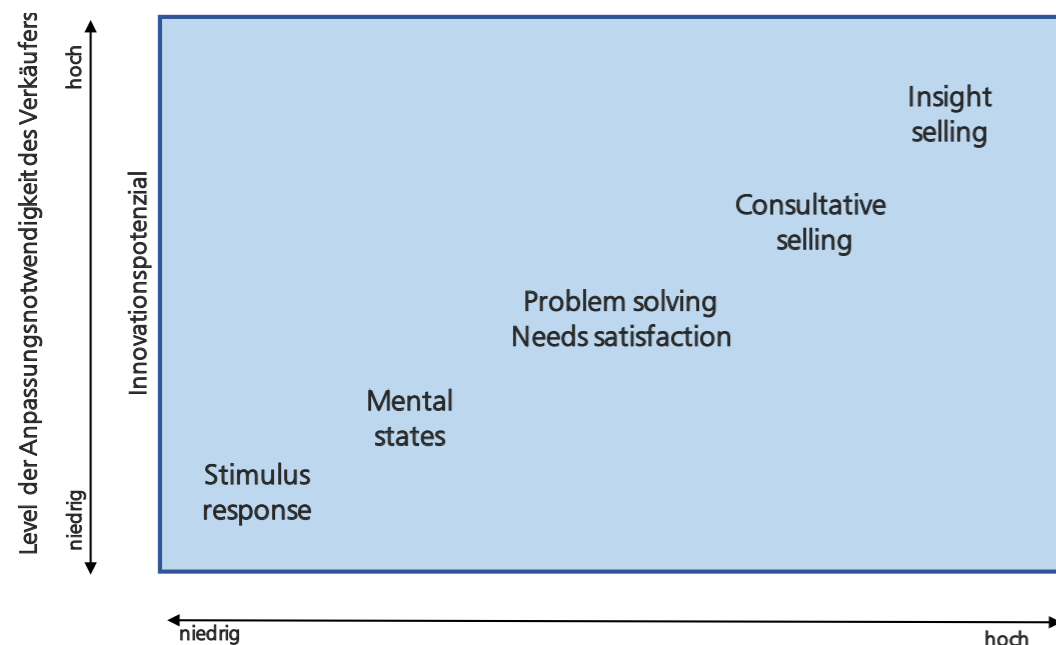 Level der Anpassungsnotwendigkeit des Verkäufers
hoch
niedrig
Innovationspotenzial
Insight
selling
Consultative
selling
Problem solving
Needs satisfaction
Mental
states
Stimulus
response
niedrig
hoch